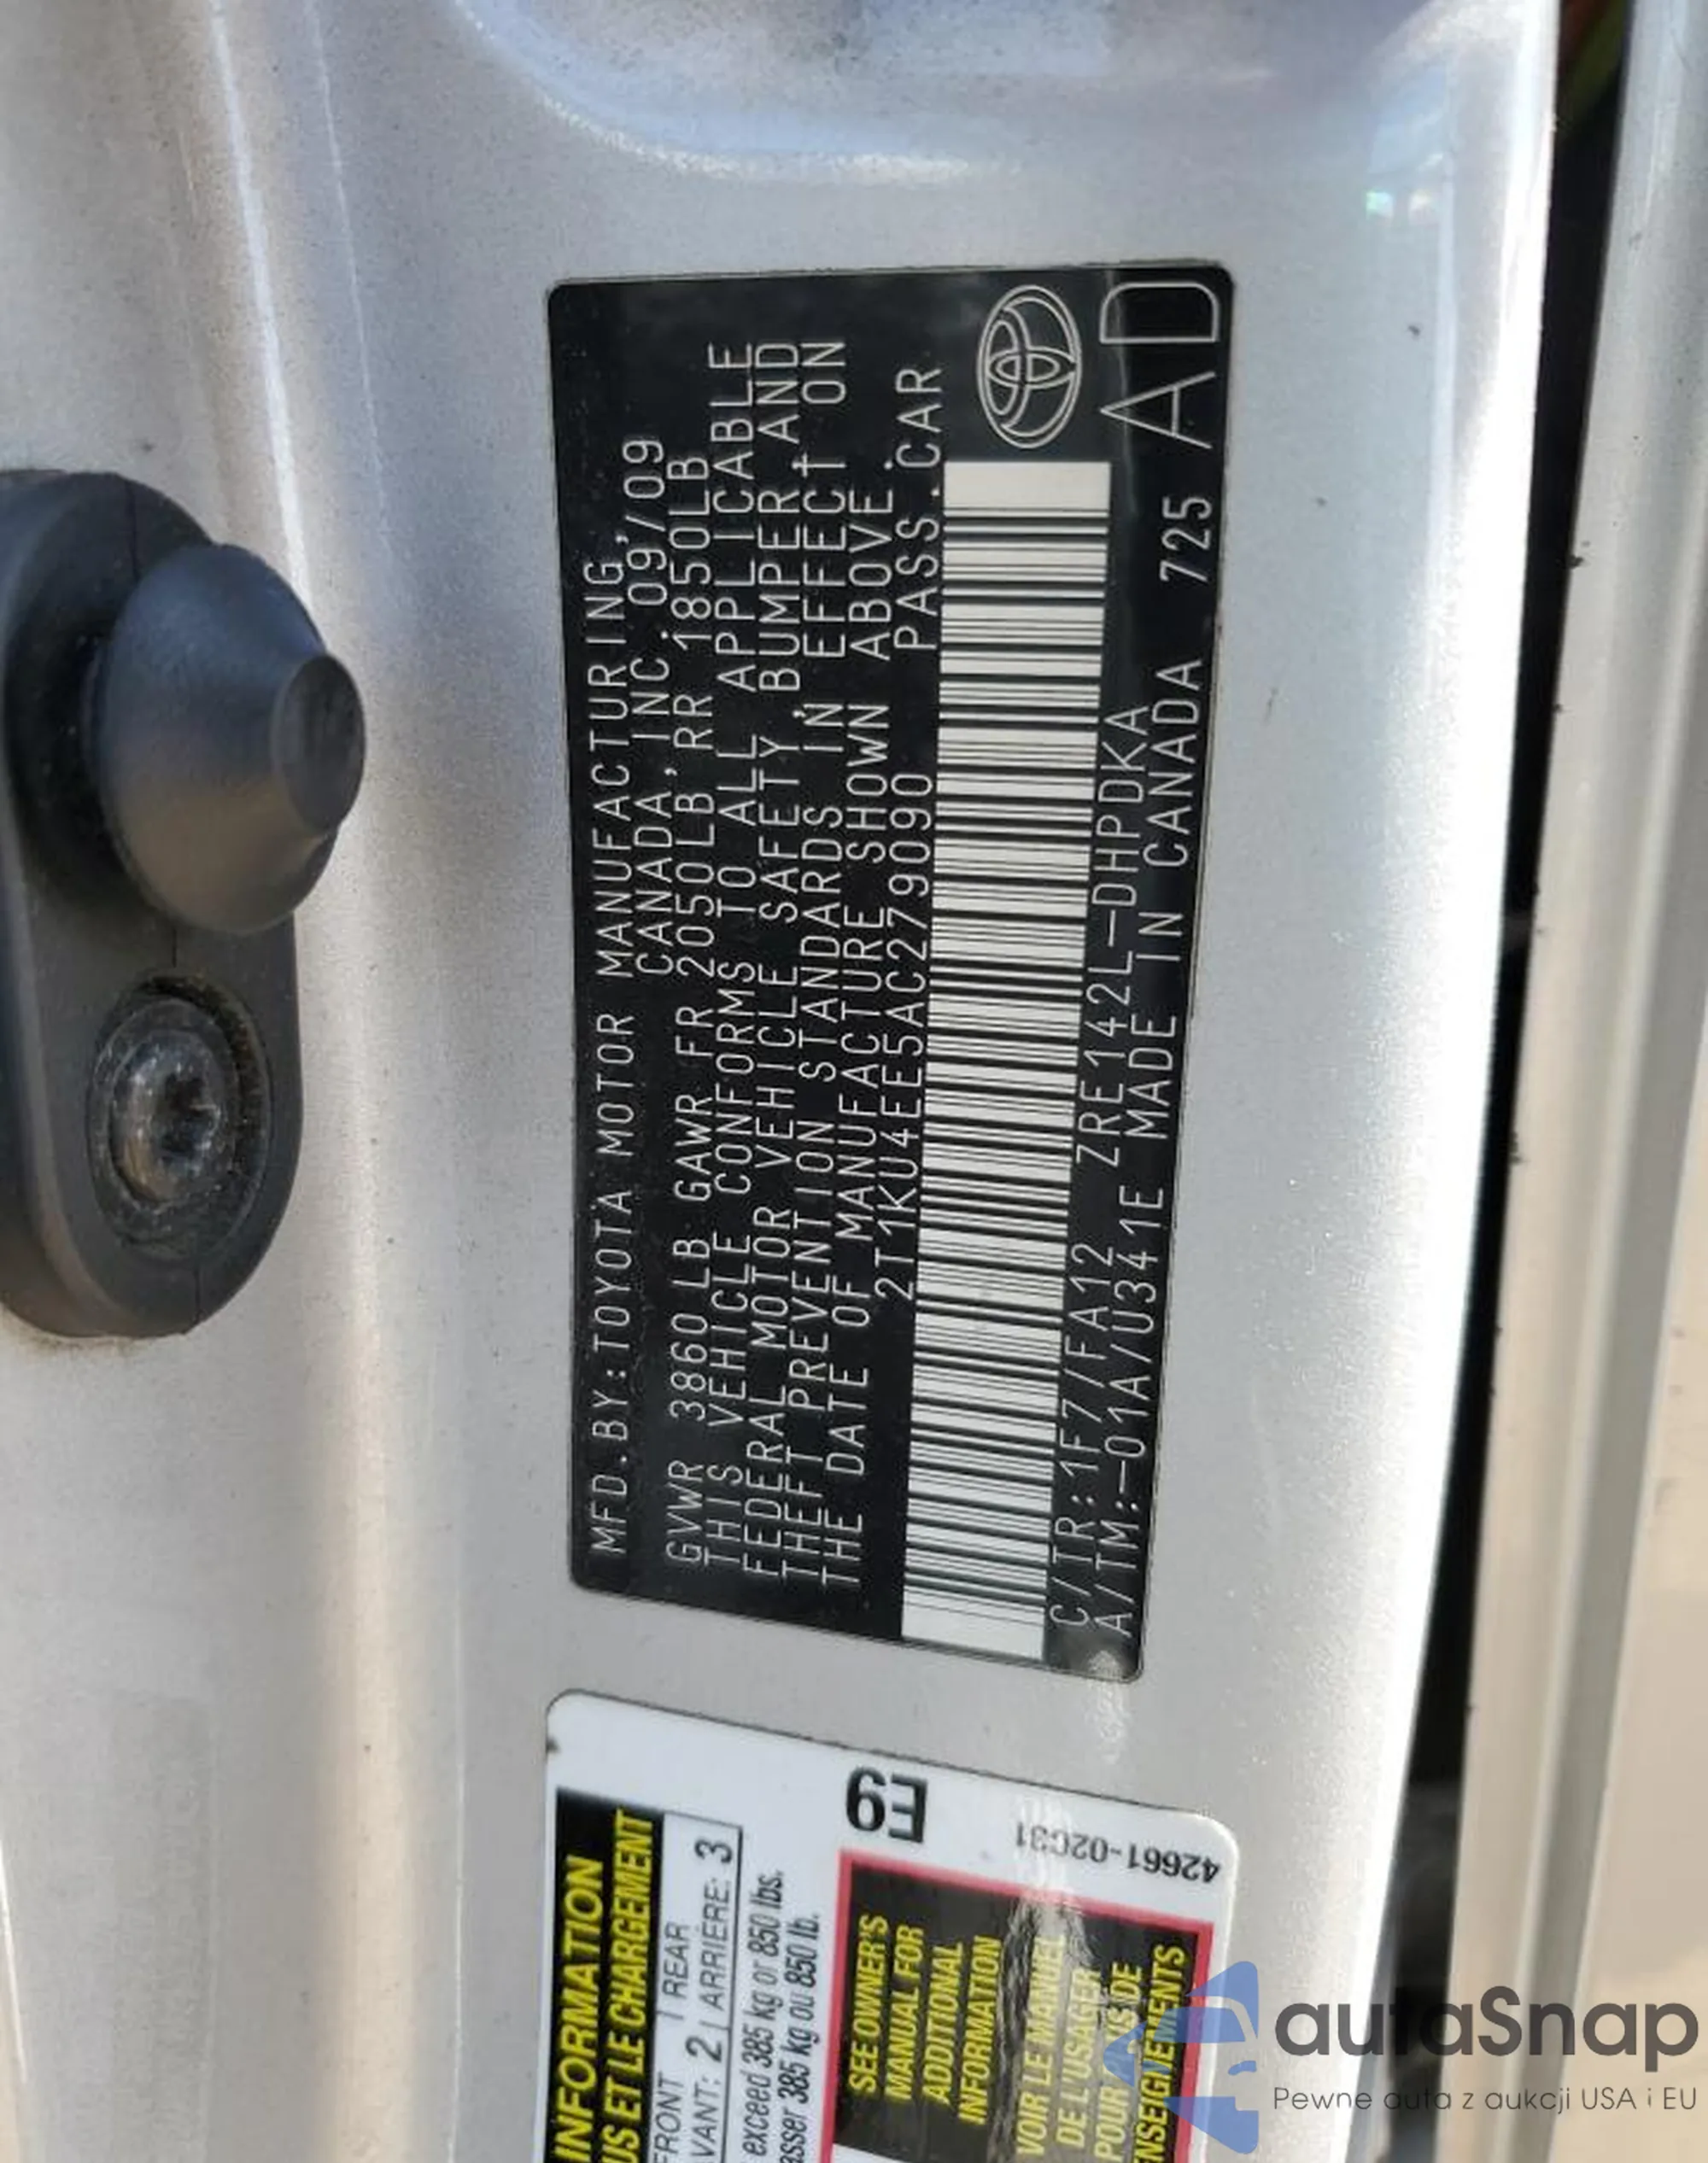 MFD.BY:TOYOTA MOTOR MANUFACTURING
CANADA, INC. 09/09
GVWR 3860 LB GAWR FR 2050LB, RR 1850LB
THIS VEHICLE CONFORMS TO ALL APPLICABLE
FEDERAL MOTOR VEHICLE SAFETY, BUMPER, AND
THEFT PREVENTION STANDARDS IN EFFECT ON
THE DATE OF MANUFACTURE SHOWN ABOVE.
2T1KU4EE5AC279090 PASS.CAR
C/TR:1F7/FA12 ZRE142L-DHPDKA
A/TM:-01A/U341E MADE IN CANADA 725 AD
E9
42661-02C31
INFORMATION
US ET LE CHARGEMENT
FRONT REAR
VANT: 2 ARRIÈRE: 3
exceed 385 kg or 850 lbs.
asser 385 kg ou 850 lb.
SEE OWNER'S
MANUAL FOR
ADDITIONAL
INFORMATION
VOIR LE MANUEL
DE L'USAGER
POUR PLUS DE
ENSEIGNEMENTS
autaSnap
Pewne auta z aukcji USA i EU